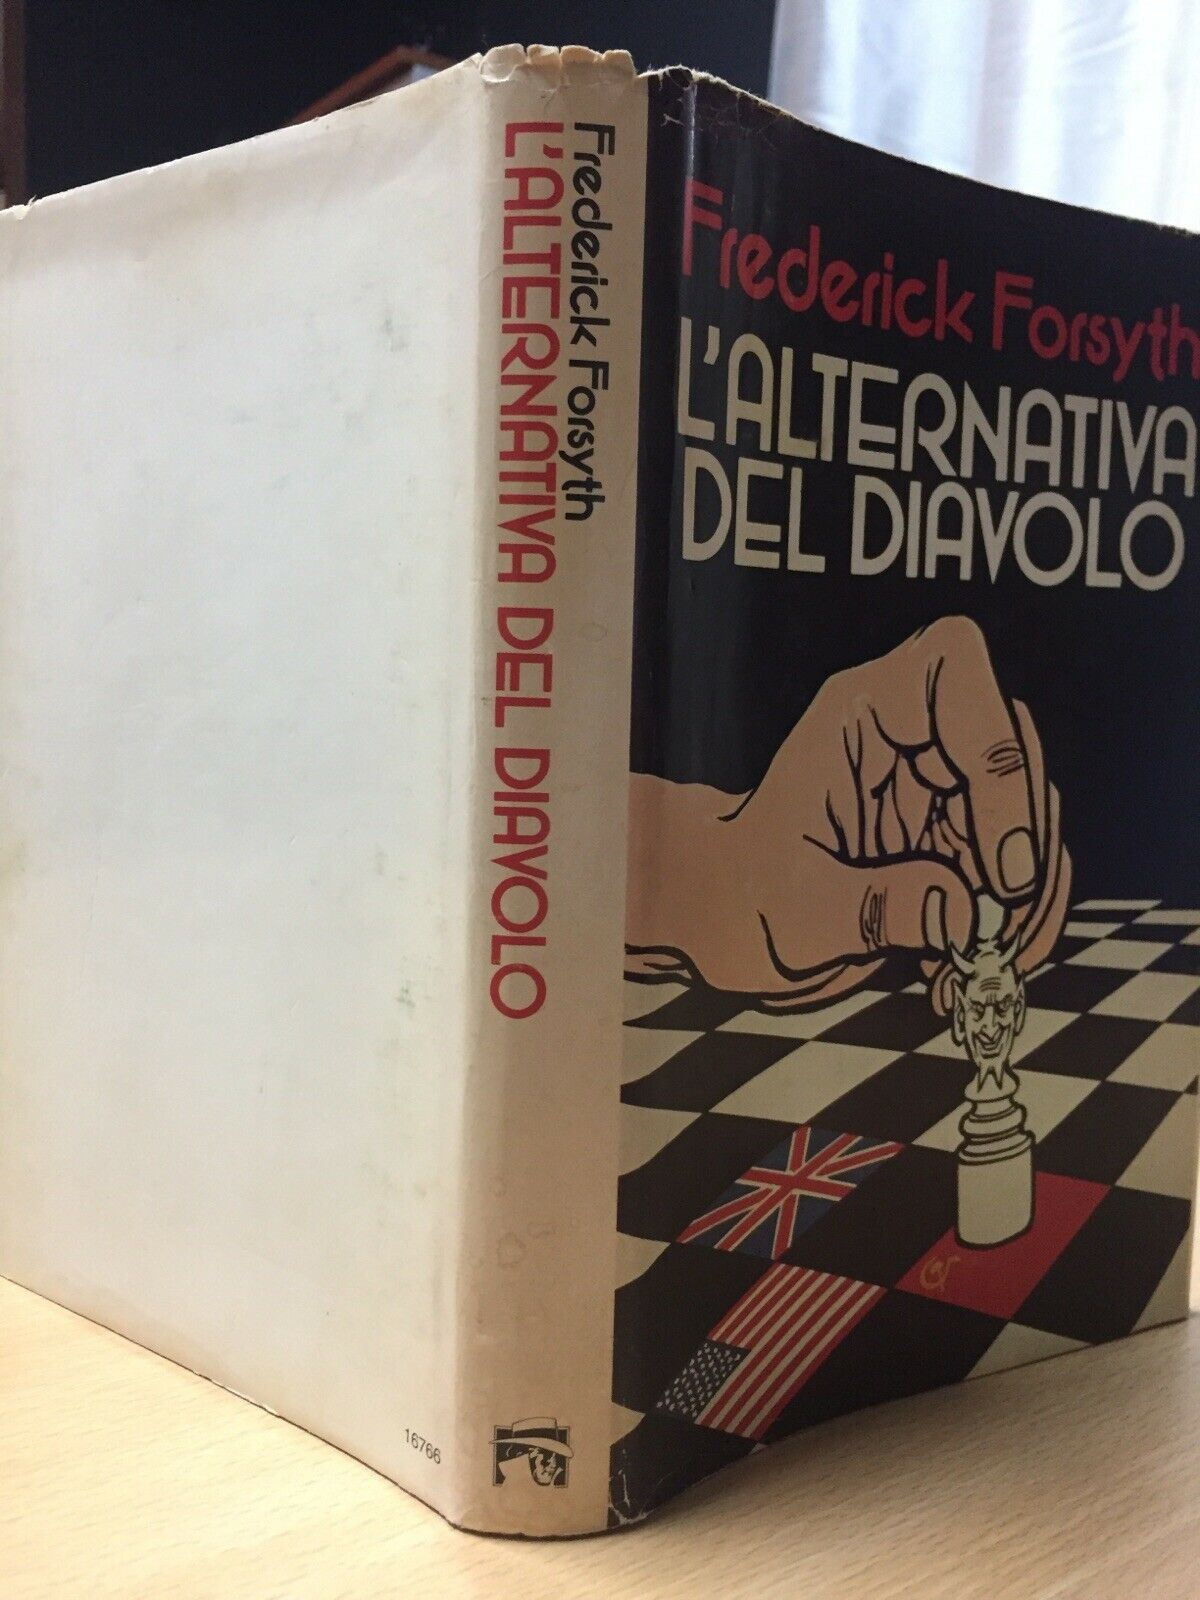 Frederick Forsyth
L'ALTERNATIVA DEL DIAVOLO
16766
Frederick Forsyth
L'ALTERNATIVA
DEL DIAVOLO